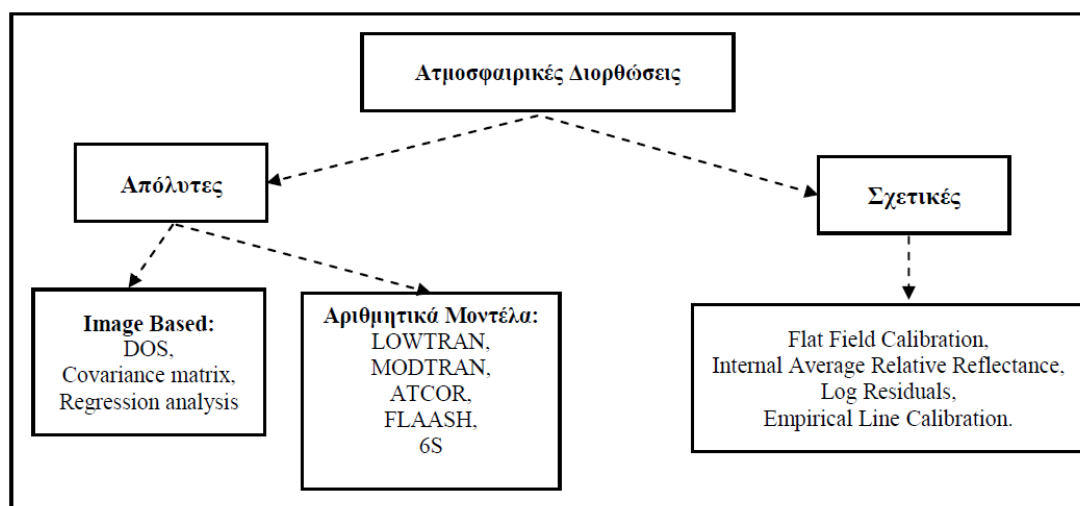 Ατμοσφαιρικές Διορθώσεις
Απόλυτες
Σχετικές
Image Based:
DOS,
Covariance matrix,
Regression analysis
Αριθμητικά Μοντέλα:
LOWTRAN,
MODTRAN,
ATCOR,
FLAASH,
6S
Flat Field Calibration,
Internal Average Relative Reflectance,
Log Residuals,
Empirical Line Calibration.